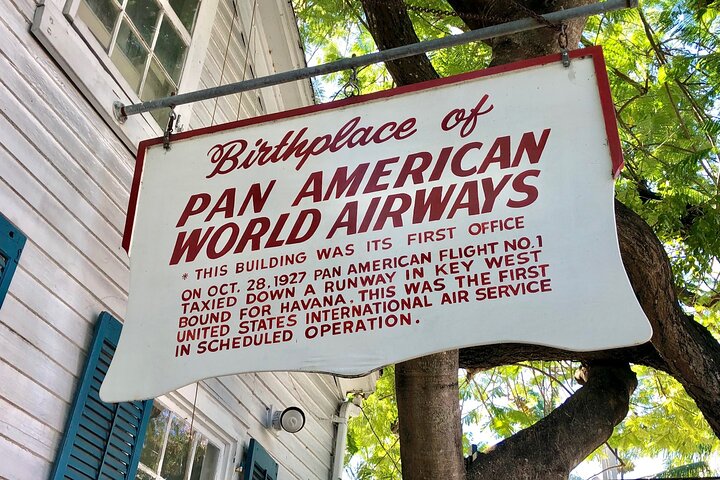 Birthplace of
PAN AMERICAN
WORLD AIRWAYS
* THIS BUILDING WAS ITS FIRST OFFICE
ON OCT. 28, 1927 PAN AMERICAN FLIGHT NO. 1
TAXIED DOWN A RUNWAY IN KEY WEST
BOUND FOR HAVANA. THIS WAS THE FIRST
UNITED STATES INTERNATIONAL AIR SERVICE
IN SCHEDULED OPERATION.